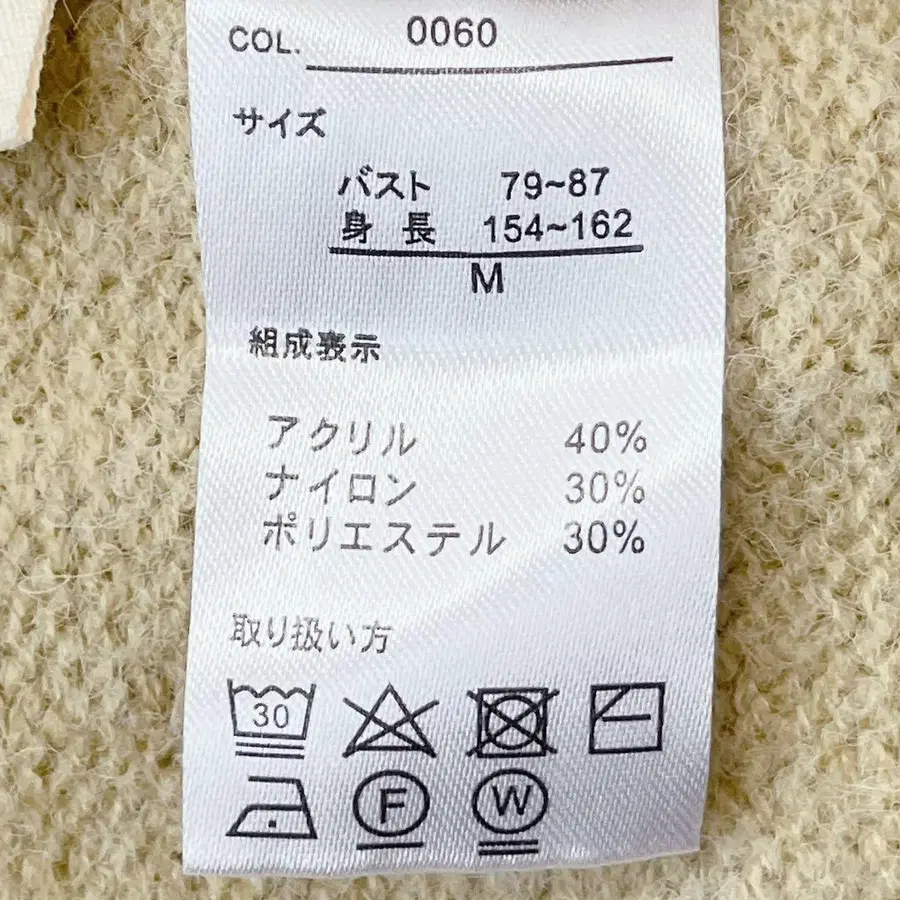 COL. 0060
サイズ
バスト 79~87
身長 154~162
M
組成表示
アクリル 40%
ナイロン 30%
ポリエステル 30%
取り扱い方
30
F W